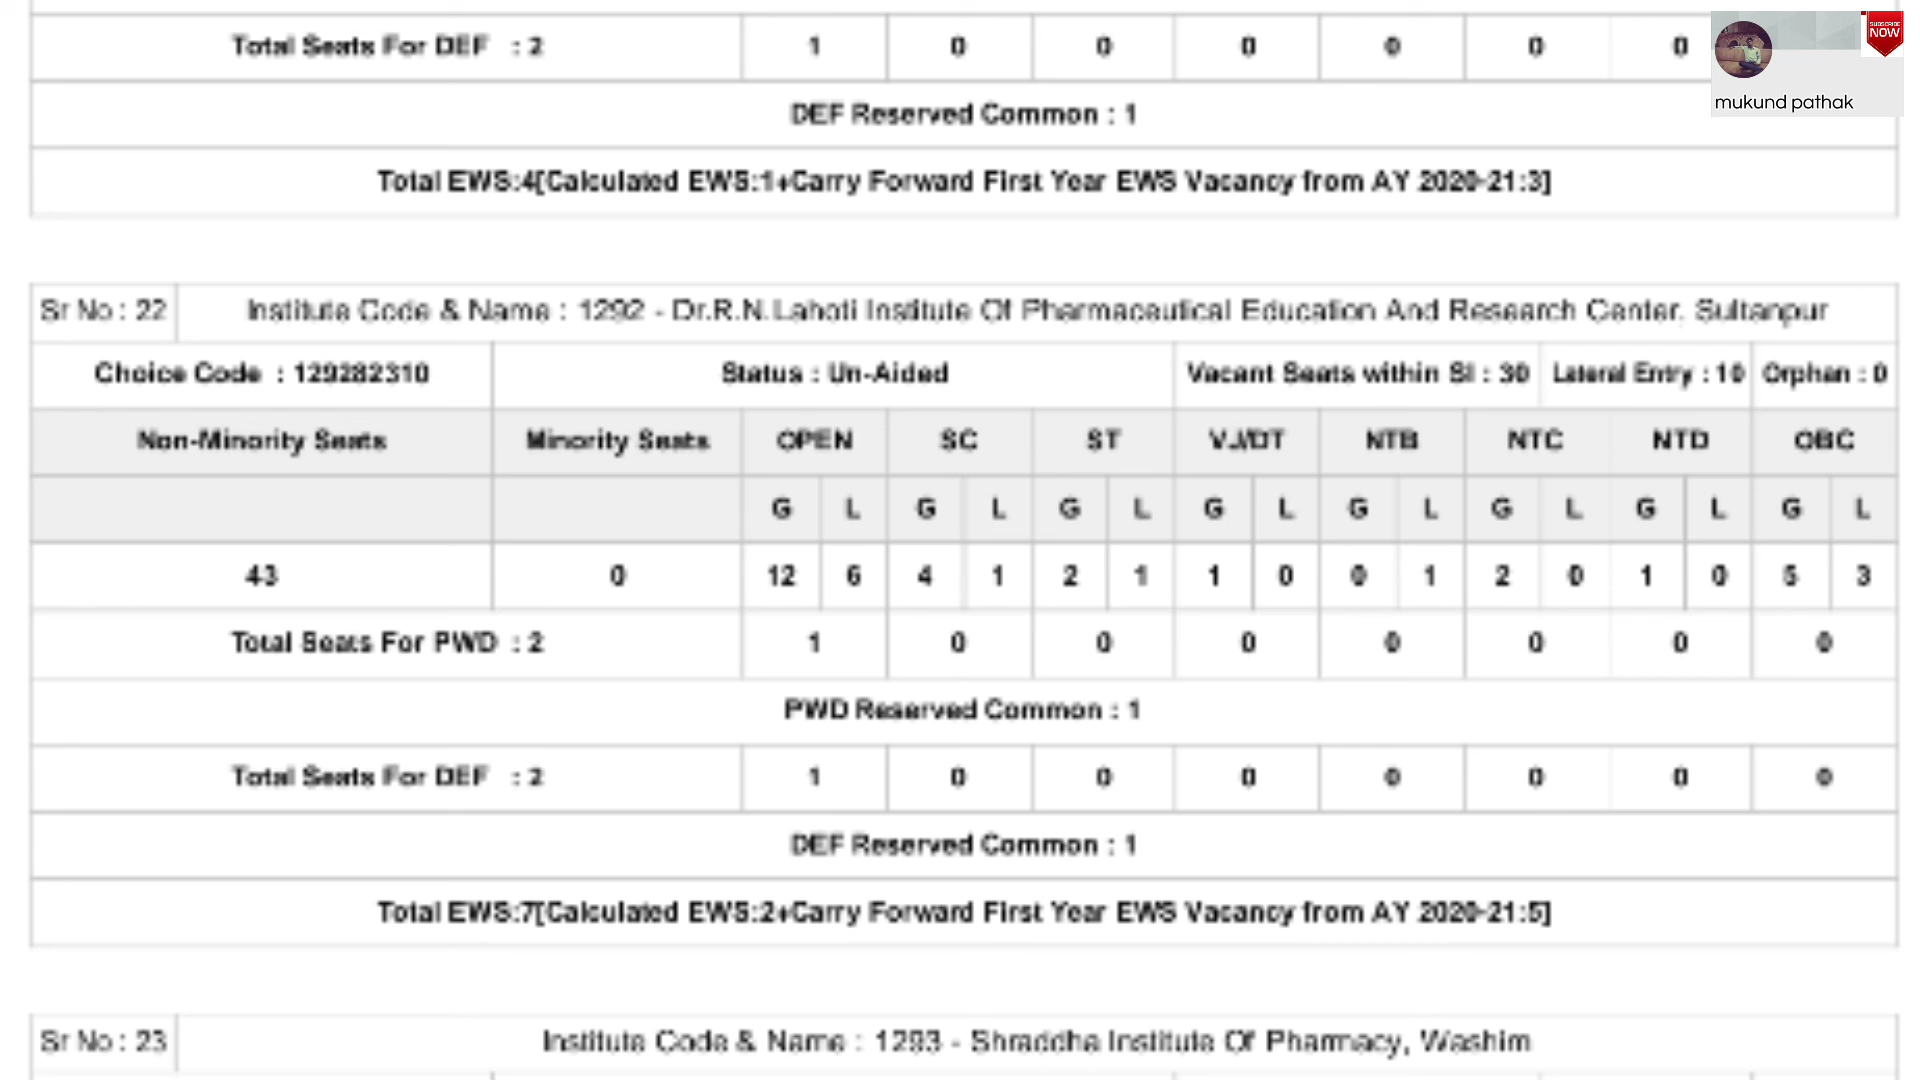 Total Seats For DEF : 2 1 0 0 0 0 0 0
SUBSCRIBE
NOW
mukund pathak
DEF Reserved Common : 1
Total EWS:4[Calculated EWS:1+Carry Forward First Year EWS Vacancy from AY 2020-21:3]
Sr No : 22 Institute Code & Name : 1292 - Dr.R.N.Lahoti Institute Of Pharmaceutical Education And Research Center, Sultanpur
Choice Code : 129282310 Status : Un-Aided Vacant Seats within SI : 30 Lateral Entry : 10 Orphan : 0
Non-Minority Seats Minority Seats OPEN SC ST VJ/DT NTB NTC NTD OBC
G L G L G L G L G L G L G L G L
43 0 12 6 4 1 2 1 1 0 0 1 2 0 1 0 5 3
Total Seats For PWD : 2 1 0 0 0 0 0 0 0
PWD Reserved Common : 1
Total Seats For DEF : 2 1 0 0 0 0 0 0 0
DEF Reserved Common : 1
Total EWS:7[Calculated EWS:2+Carry Forward First Year EWS Vacancy from AY 2020-21:5]
Sr No : 23 Institute Code & Name : 1293 - Shraddha Institute Of Pharmacy, Washim